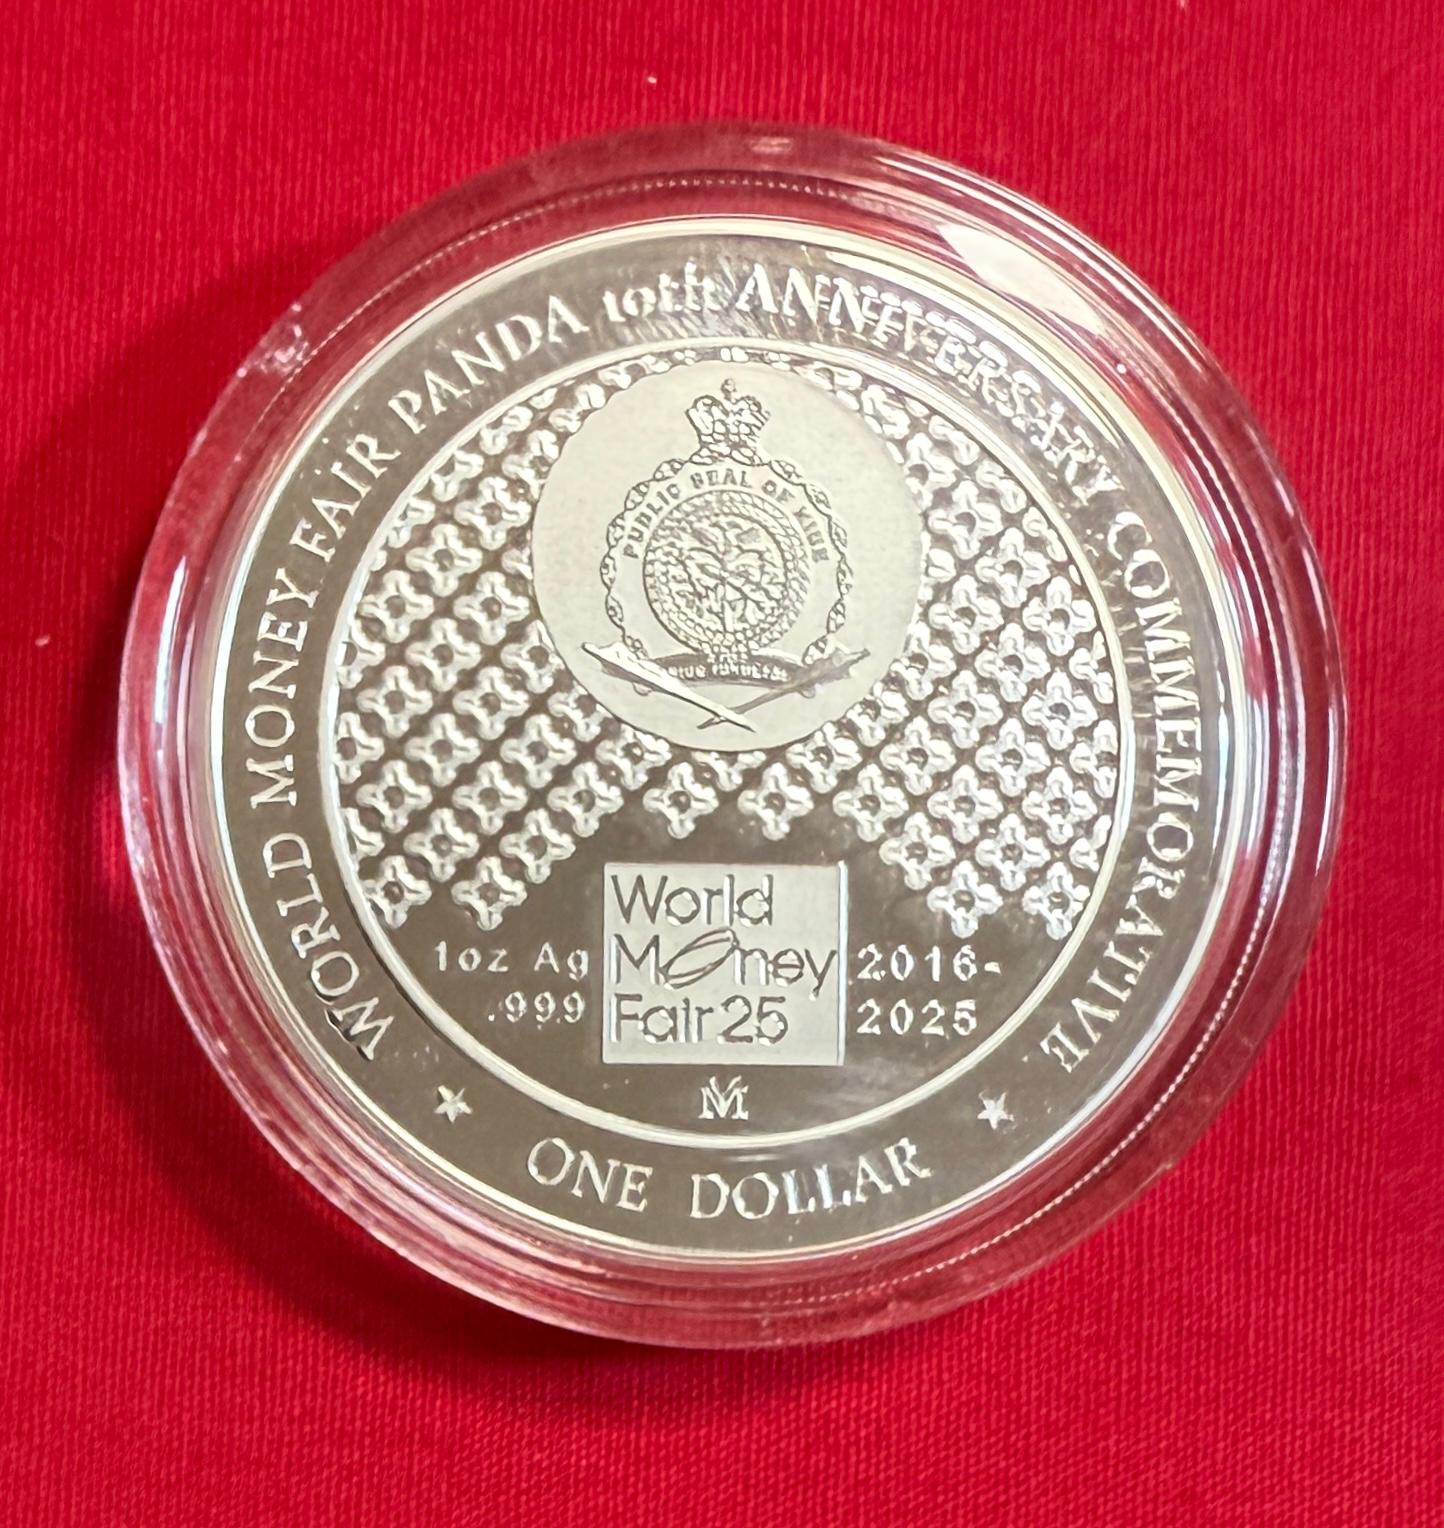 WORLD MONEY FAIR PANDA 10th ANNIVERSARY COMMEMORATIVE
PUBLIC SEAL OF NIUE
1oz Ag
.999
World
Money
Fair 25
2016-
2025
M
ONE DOLLAR